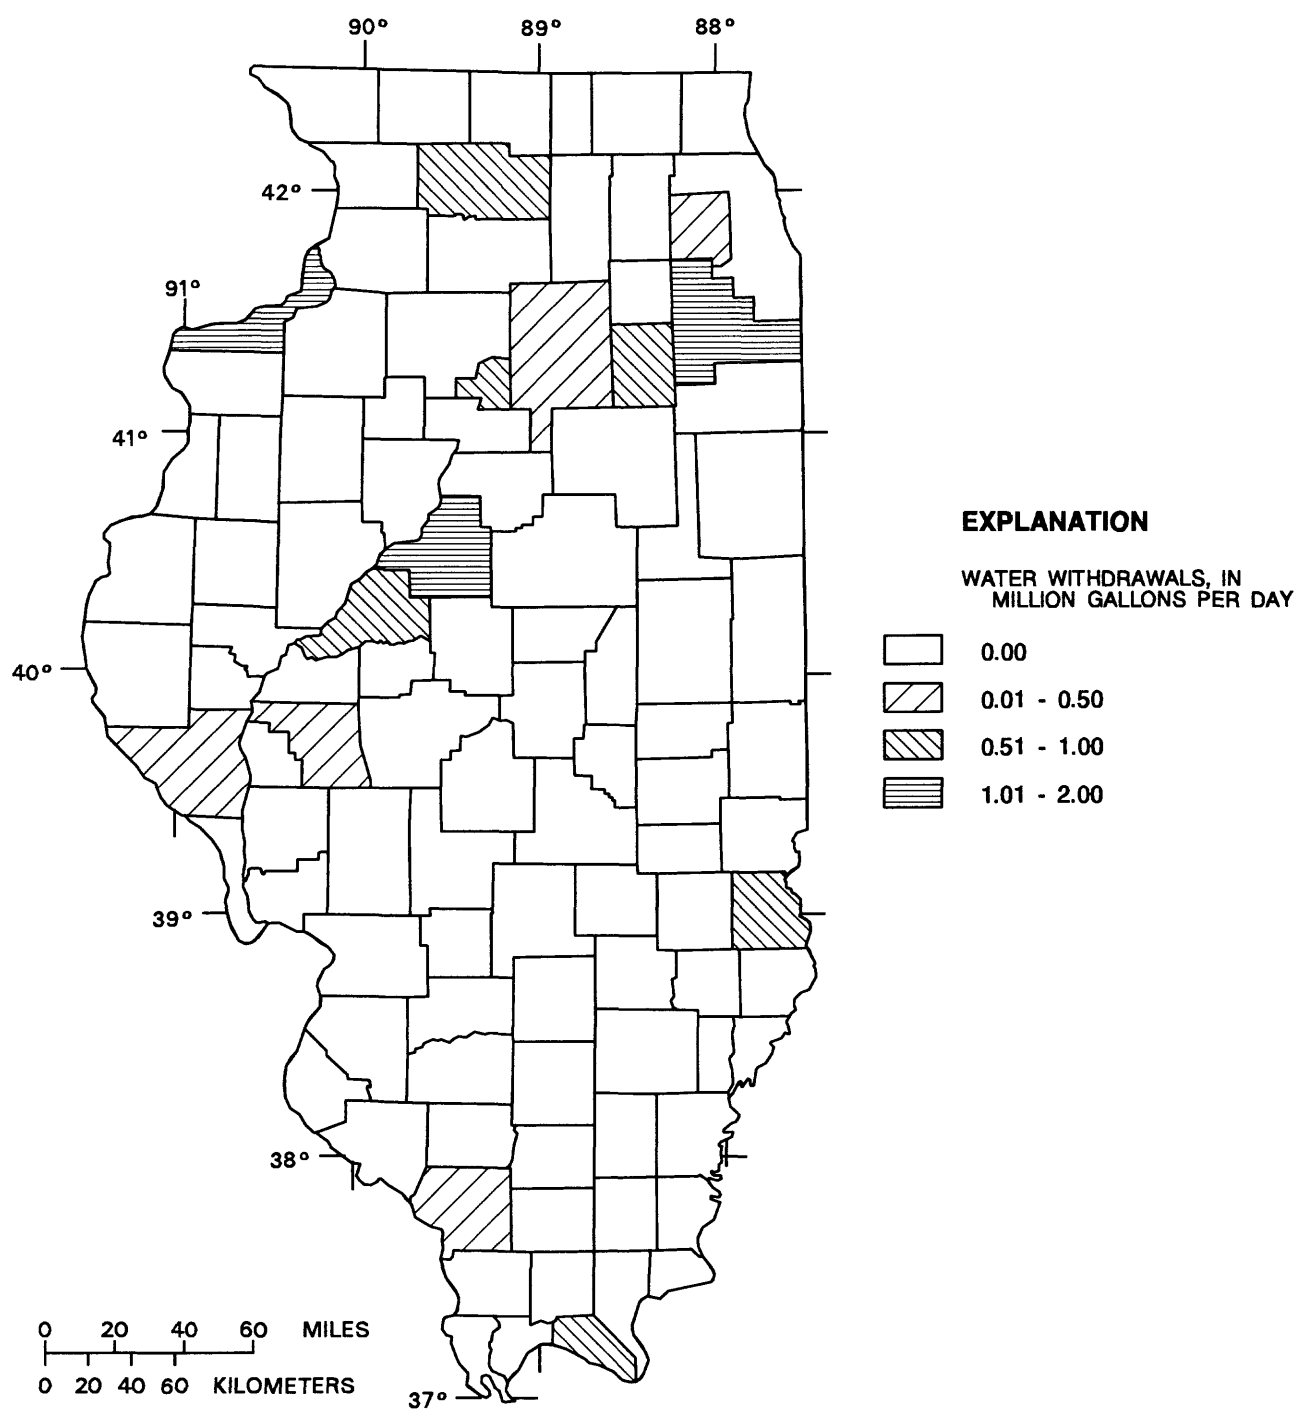 90° 89° 88°
42°
91°
41°
EXPLANATION
WATER WITHDRAWALS, IN
MILLION GALLONS PER DAY
0.00
40°
0.01 - 0.50
0.51 - 1.00
1.01 - 2.00
39°
38°
0 20 40 60 MILES
0 20 40 60 KILOMETERS
37°